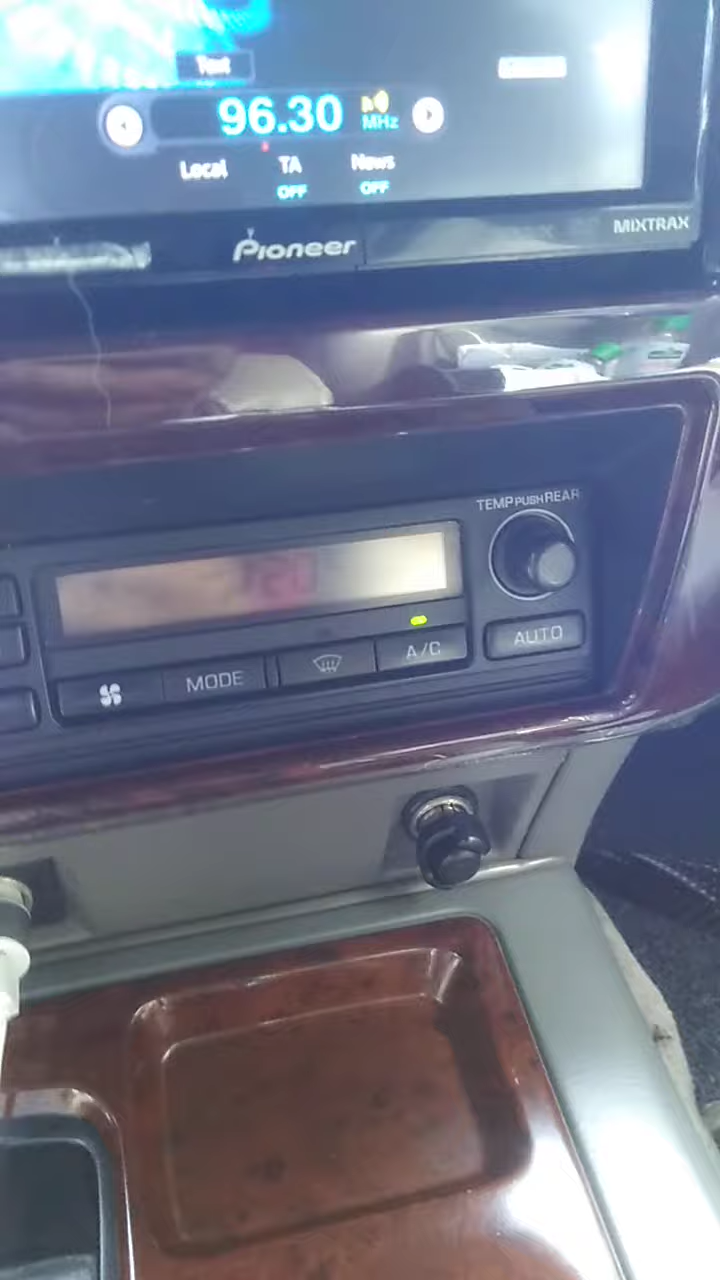 Text
96.30
MHz
Local TA News
OFF OFF
Pioneer
MIXTRAX
TEMP PUSH REAR
AUTO
MODE
A/C